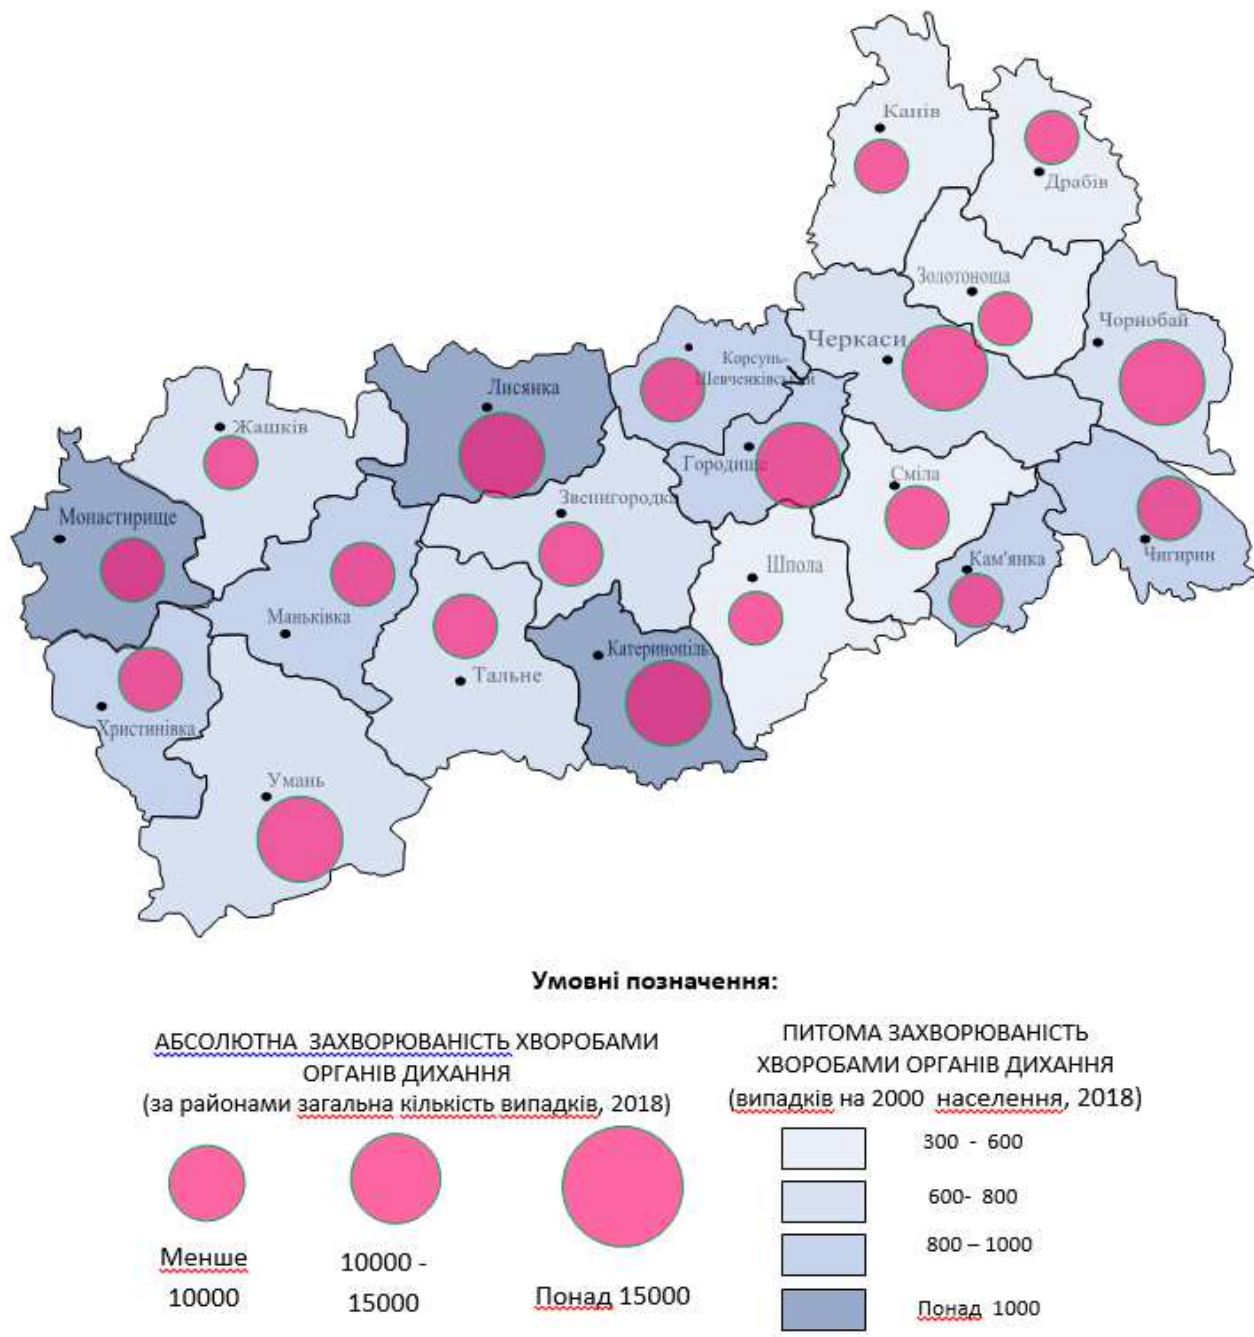 Канів
Драбів
Золотоноша
Чорнобай
Черкаси
Корсунь-
Шевченківський
Лисянка
Жашків
Городище
Сміла
Звенигородка
Монастирище
Чигирин
Кам'янка
Шпола
Маньківка
Катеринопіль
Тальне
Христинівка
Умань
Умовні позначення:
АБСОЛЮТНА ЗАХВОРЮВАНІСТЬ ХВОРОБАМИ
ОРГАНІВ ДИХАННЯ
(за районами загальна кількість випадків, 2018)
Менше
10000
10000 -
15000
Понад 15000
ПИТОМА ЗАХВОРЮВАНІСТЬ
ХВОРОБАМИ ОРГАНІВ ДИХАННЯ
(випадків на 2000 населення, 2018)
300 - 600
600- 800
800 – 1000
Понад 1000